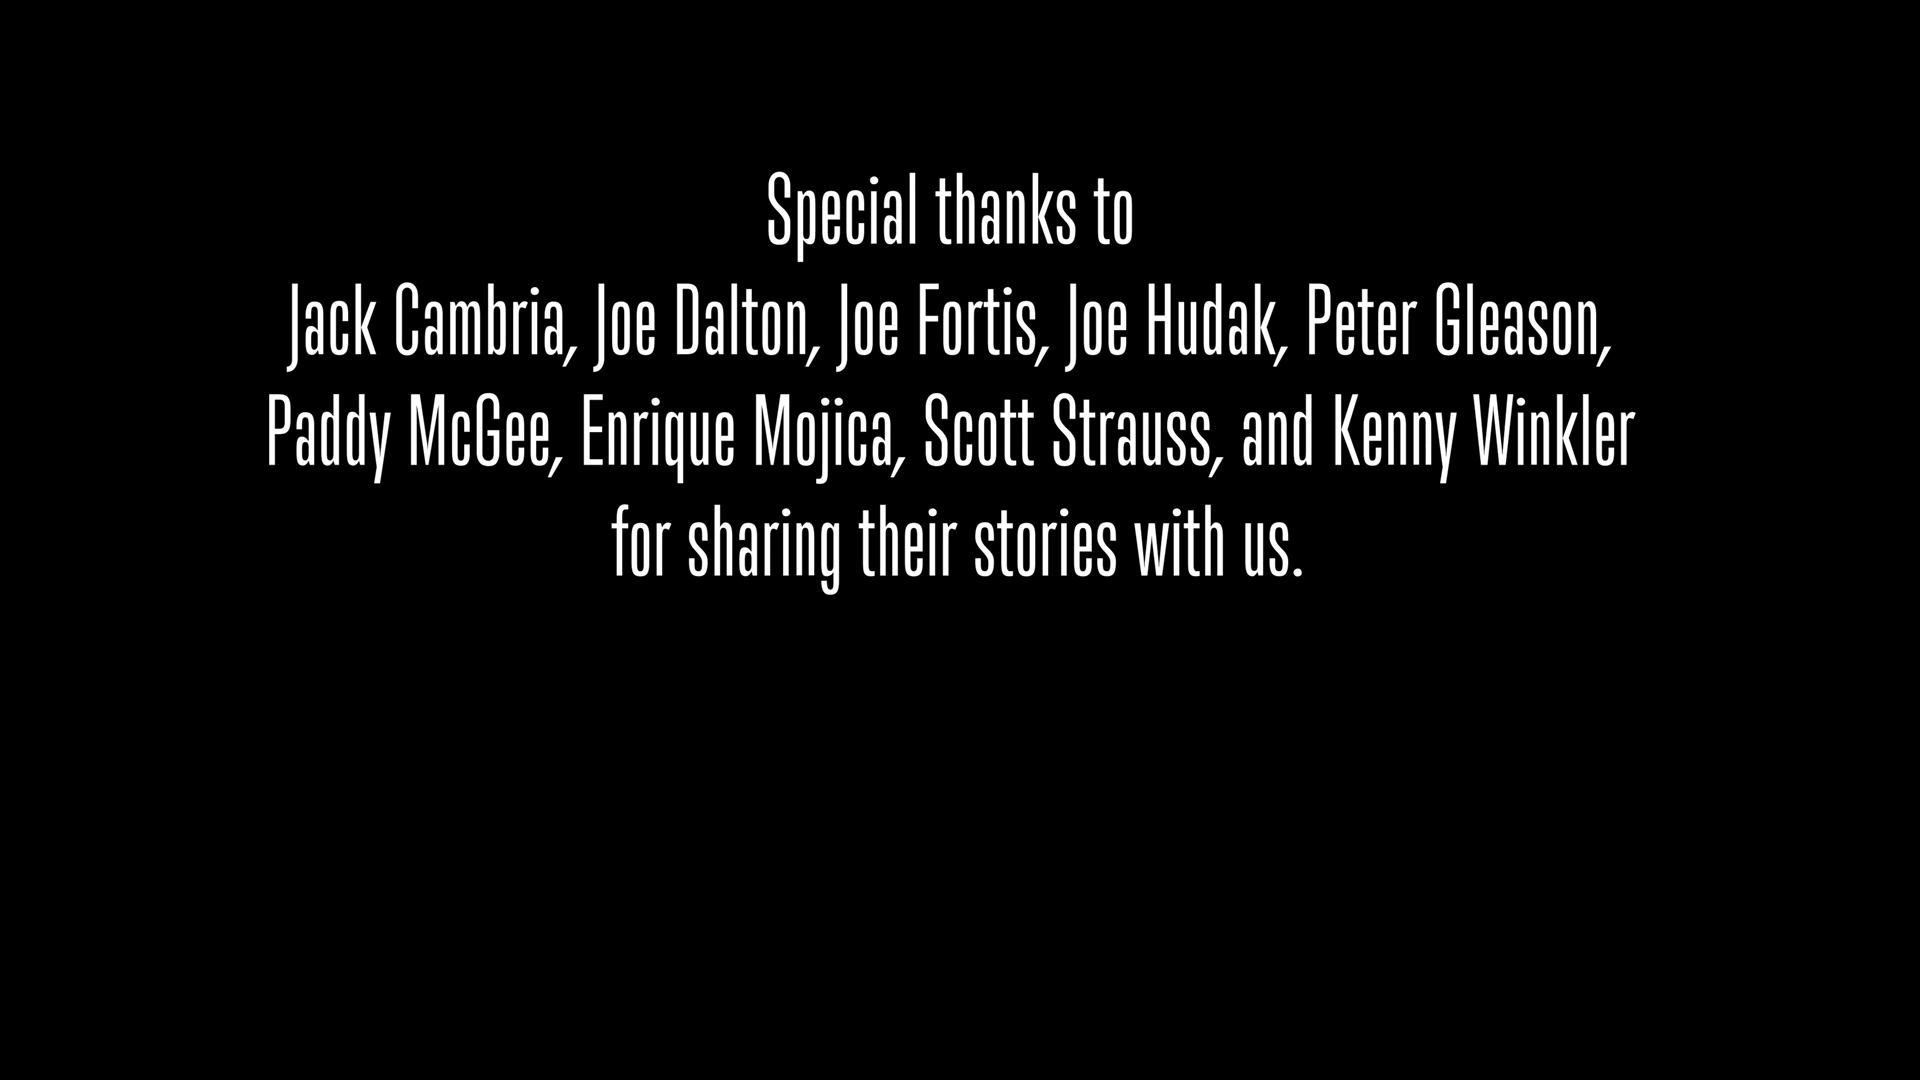 Special thanks to
Jack Cambria, Joe Dalton, Joe Fortis, Joe Hudak, Peter Gleason,
Paddy McGee, Enrique Mojica, Scott Strauss, and Kenny Winkler
for sharing their stories with us.